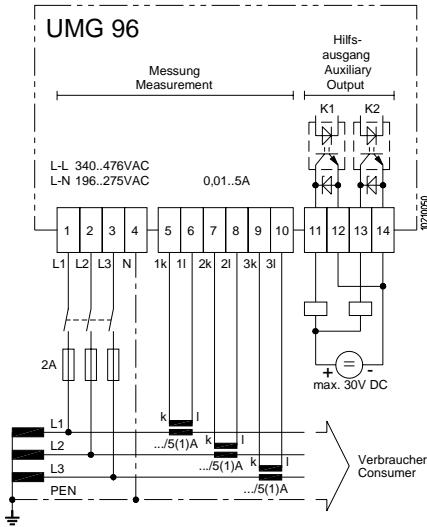 UMG 96
Hilfs-
ausgang
Auxiliary
Output
Messung
Measurement
K1 K2
L-L 340..476VAC
L-N 196..275VAC
0,01..5A
10210050
1 2 3 4 5 6 7 8 9 10 11 12 13 14
L1 L2 L3 N 1k 1l 2k 2l 3k 3l
2A
+ = -
max. 30V DC
L1 k l
.../5(1)A
L2 k l
.../5(1)A
L3 k l
.../5(1)A
PEN
Verbraucher
Consumer